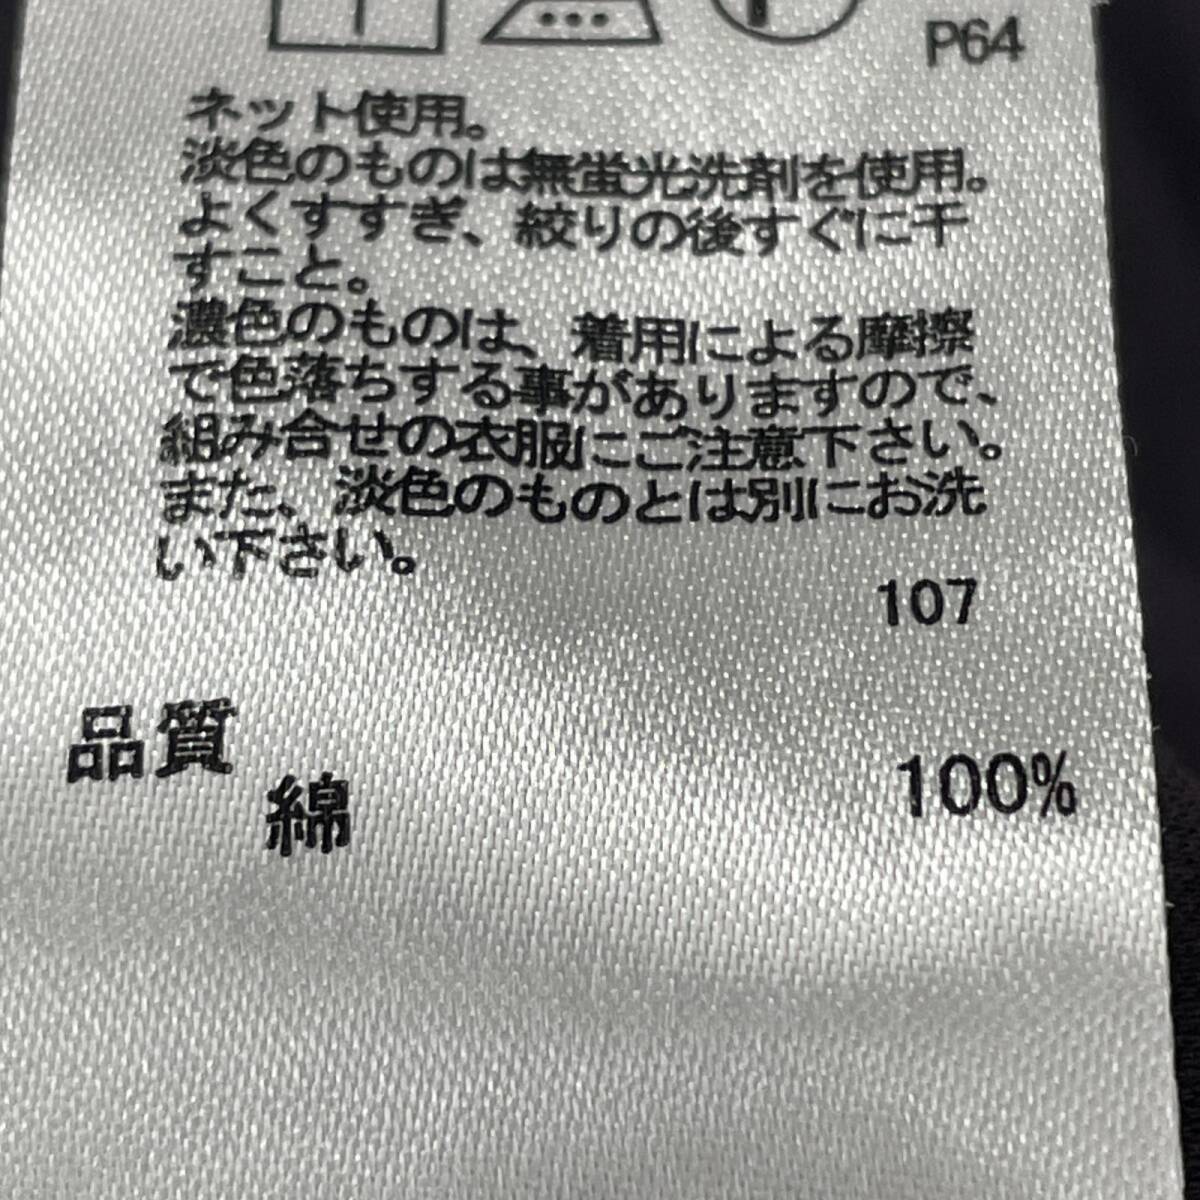 P64
ネット使用。
淡色のものは無蛍光洗剤を使用。
よくすすぎ、絞りの後すぐに干
すこと。
濃色のものは、着用による摩擦
で色落ちする事がありますので、
組み合せの衣服にご注意下さい。
また、淡色のものとは別にお洗
い下さい。
107
品質
綿 100%